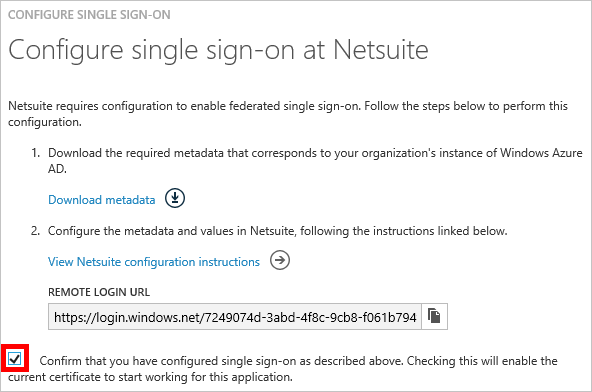 CONFIGURE SINGLE SIGN-ON
Configure single sign-on at Netsuite
Netsuite requires configuration to enable federated single sign-on. Follow the steps below to perform this
configuration.
1. Download the required metadata that corresponds to your organization's instance of Windows Azure
AD.
Download metadata
2. Configure the metadata and values in Netsuite, following the instructions linked below.
View Netsuite configuration instructions
REMOTE LOGIN URL
https://login.windows.net/7249074d-3abd-4f8c-9cb8-f061b794
Confirm that you have configured single sign-on as described above. Checking this will enable the
current certificate to start working for this application.